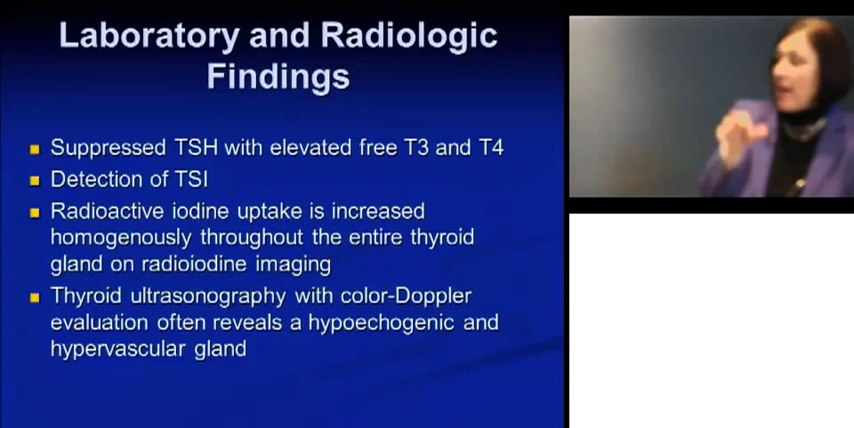 Laboratory and Radiologic
Findings
Suppressed TSH with elevated free T3 and T4
Detection of TSI
Radioactive iodine uptake is increased
homogenously throughout the entire thyroid
gland on radioiodine imaging
Thyroid ultrasonography with color-Doppler
evaluation often reveals a hypoechogenic and
hypervascular gland